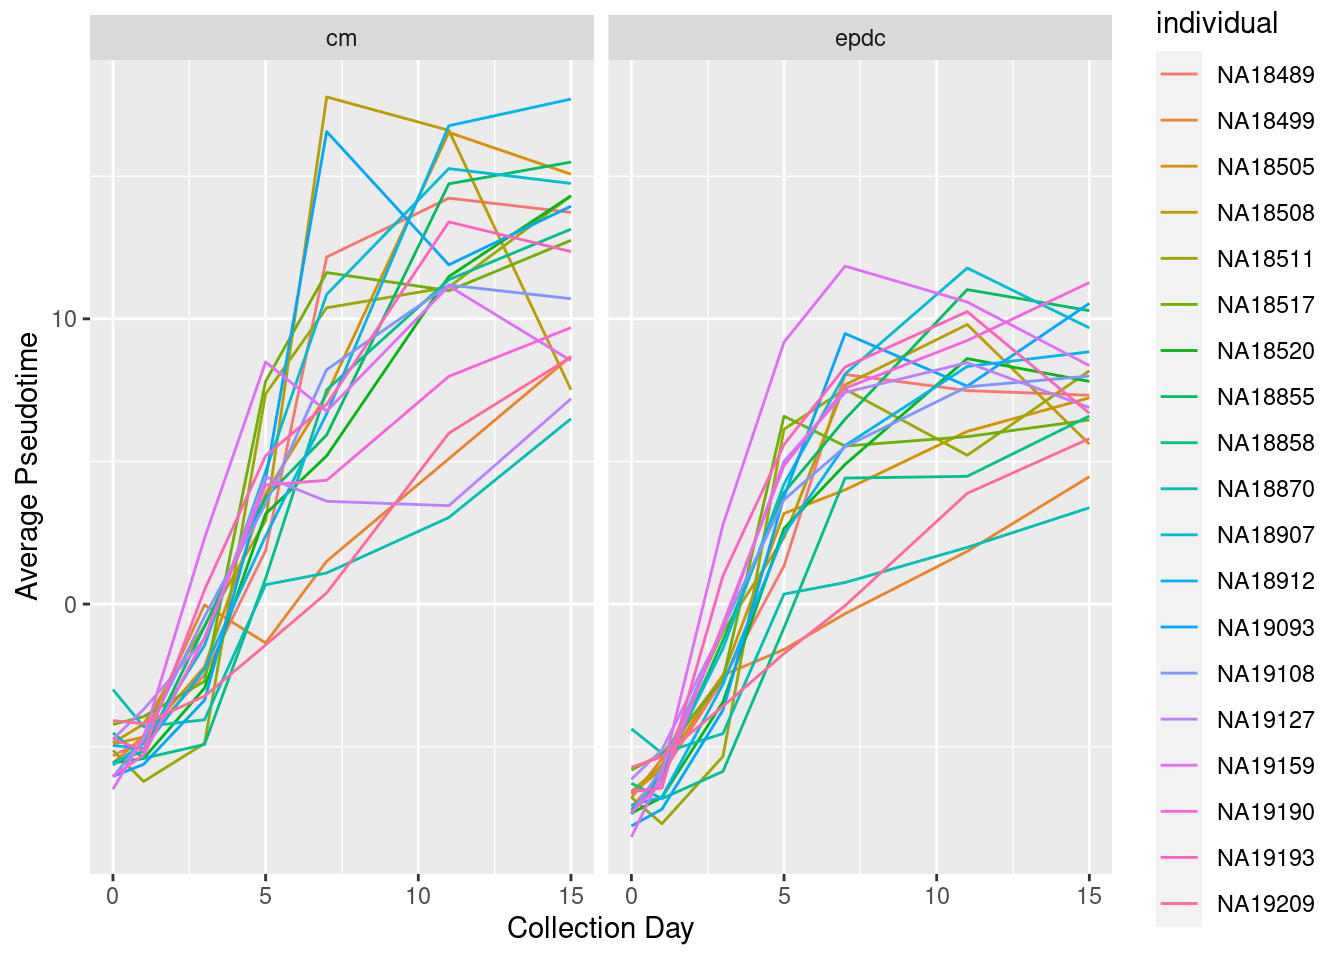 cm
epdc
individual
NA18489
NA18499
NA18505
NA18508
NA18511
NA18517
NA18520
NA18855
NA18858
NA18870
NA18907
NA18912
NA19093
NA19108
NA19127
NA19159
NA19190
NA19193
NA19209
Average Pseudotime
10
0
0 5 10 15
0 5 10 15
Collection Day